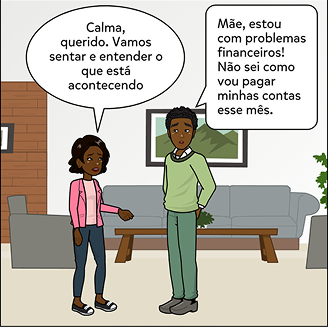 Calma,
querido. Vamos
sentar e entender o
que está
acontecendo
Mãe, estou
com problemas
financeiros!
Não sei como
vou pagar
minhas contas
esse mês.